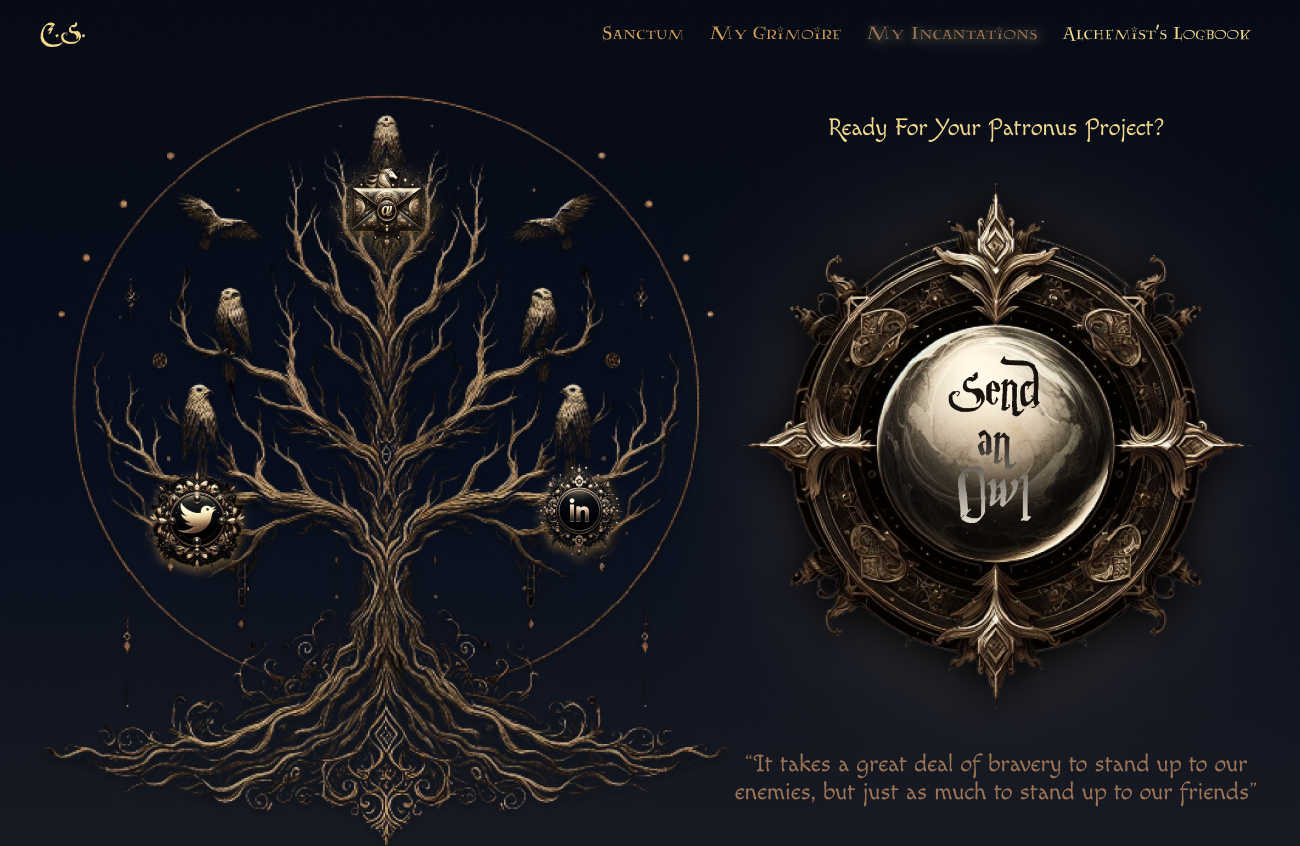 C.S.
Sanctum
My Grimoire
My Incantations
Alchemist's Logbook
Ready For Your Patronus Project?
@
in
Send
an
Owl
“It takes a great deal of bravery to stand up to our
enemies, but just as much to stand up to our friends”